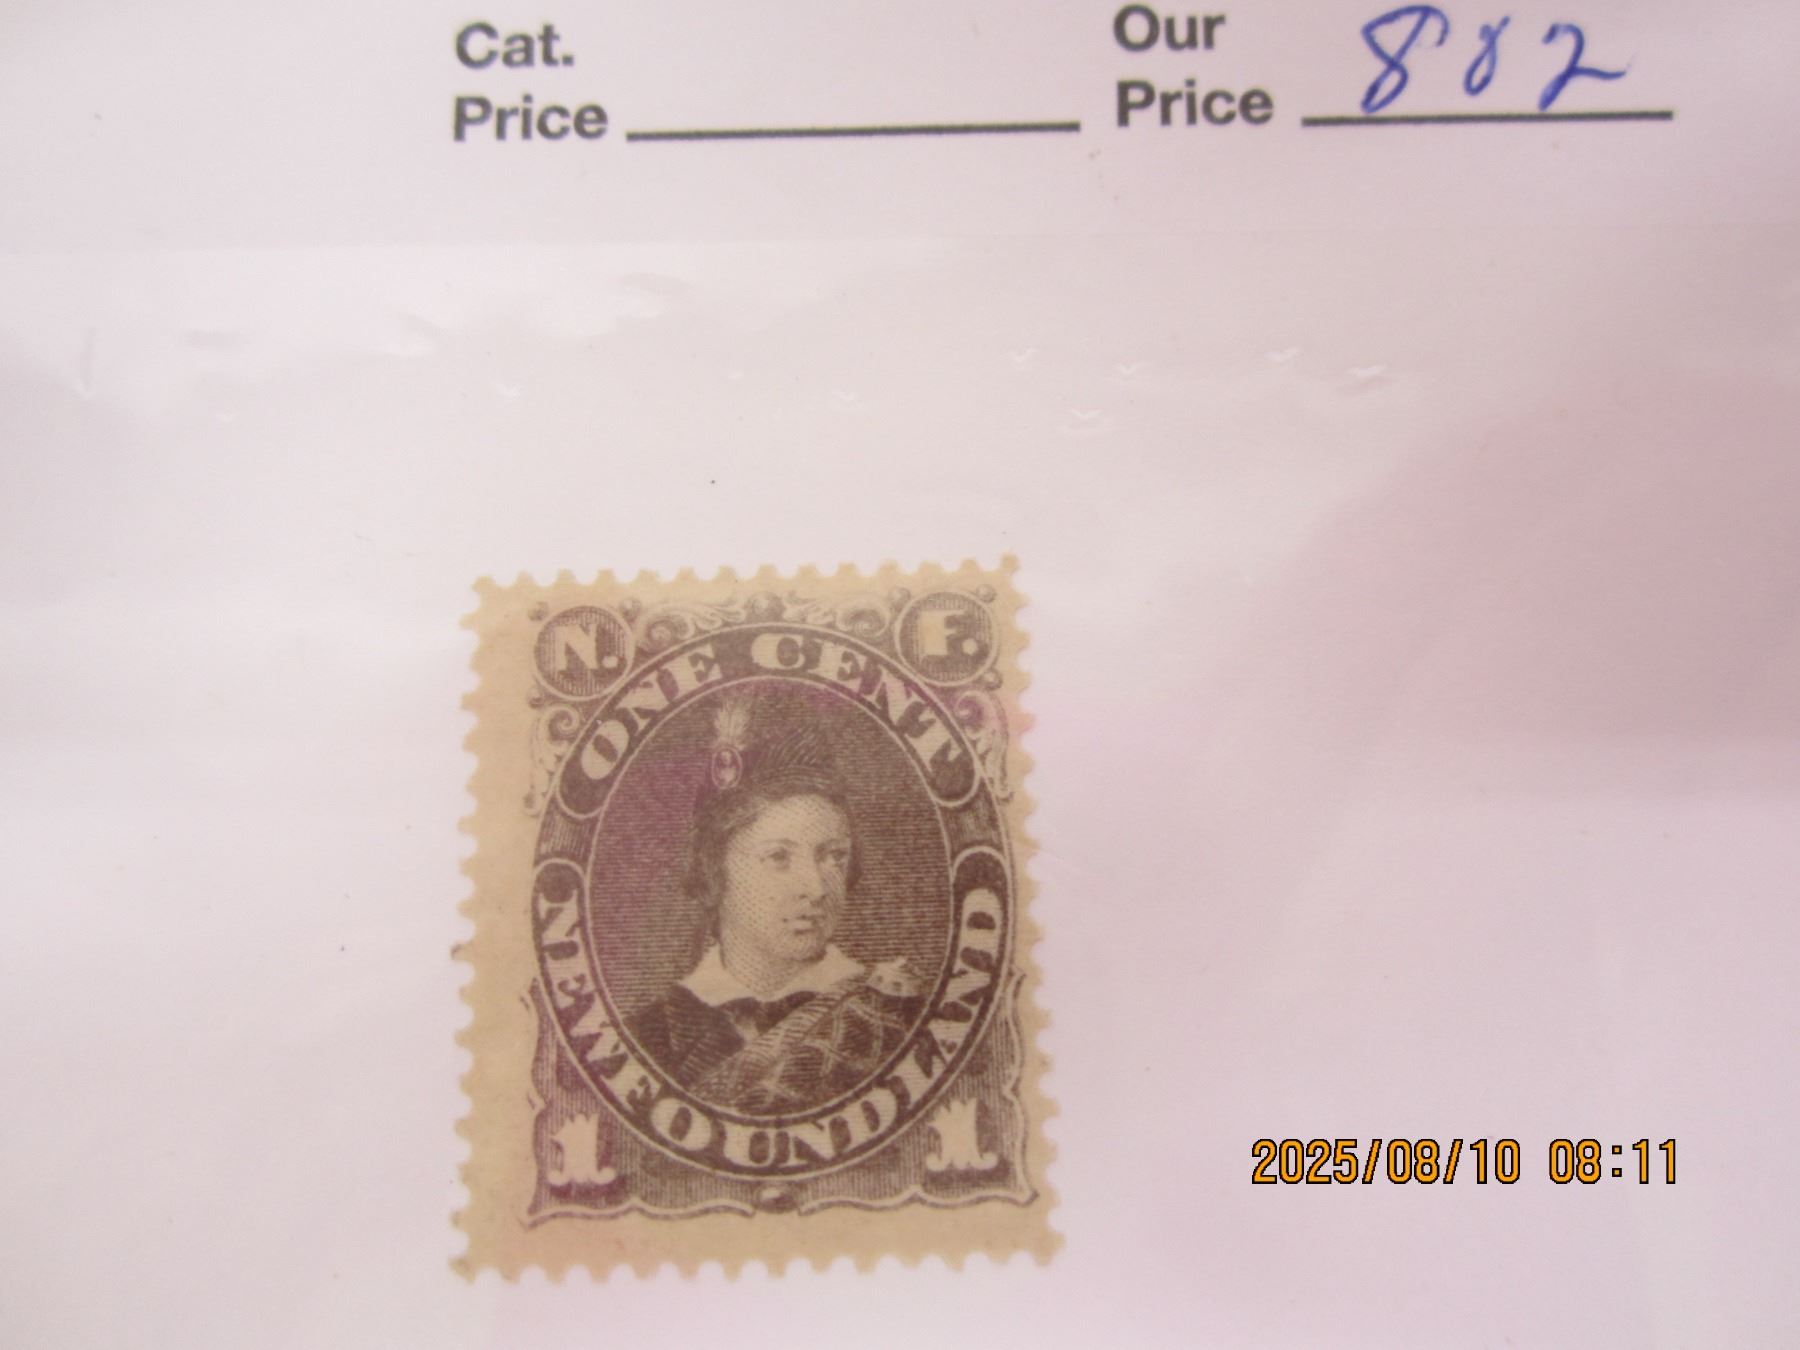 Cat.
Price
Our
Price 882
N. F.
ONE CENT
NEWFOUNDLAND
1 1
2025/08/10 08:11